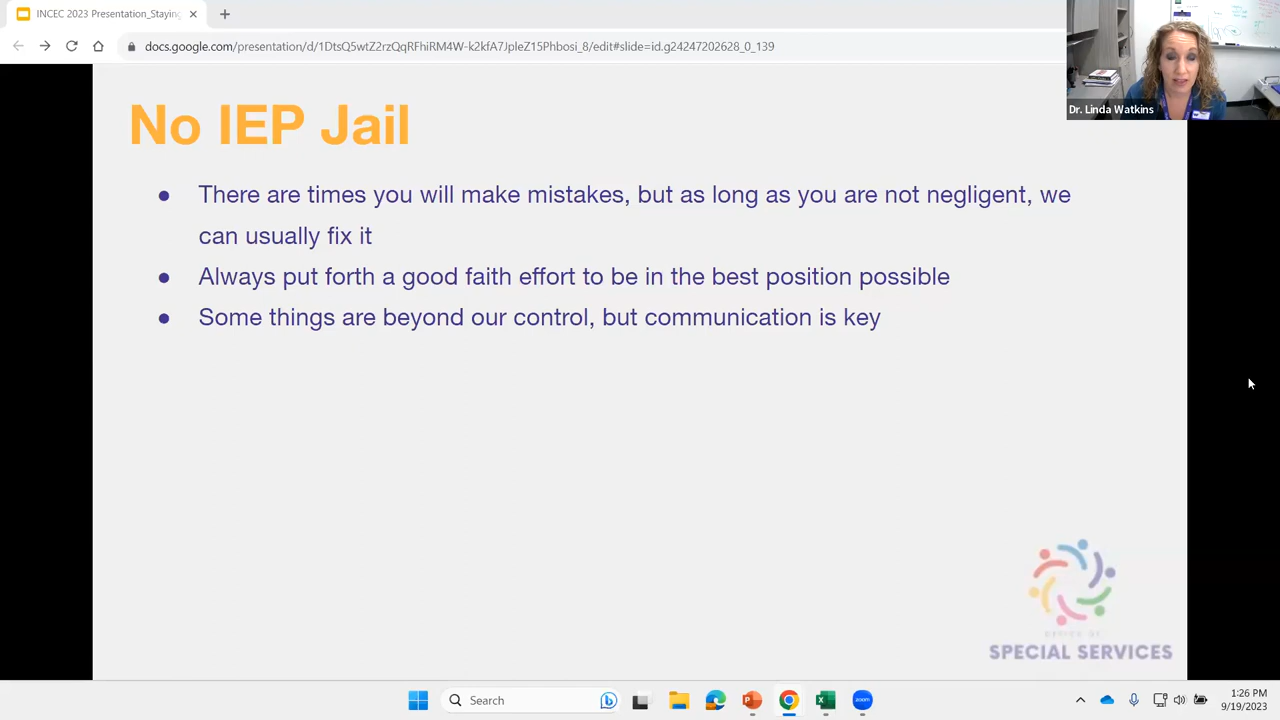 INCEC 2023 Presentation_Staying
docs.google.com/presentation/d/1DtsQ5wtZ2rzQqRFhiRM4W-k2kfA7JpleZ15Phbosi_8/edit#slide=id.g24247202628_0_139
Dr. Linda Watkins
No IEP Jail
There are times you will make mistakes, but as long as you are not negligent, we
can usually fix it
Always put forth a good faith effort to be in the best position possible
Some things are beyond our control, but communication is key
SPECIAL SERVICES
Search
1:26 PM
9/19/2023